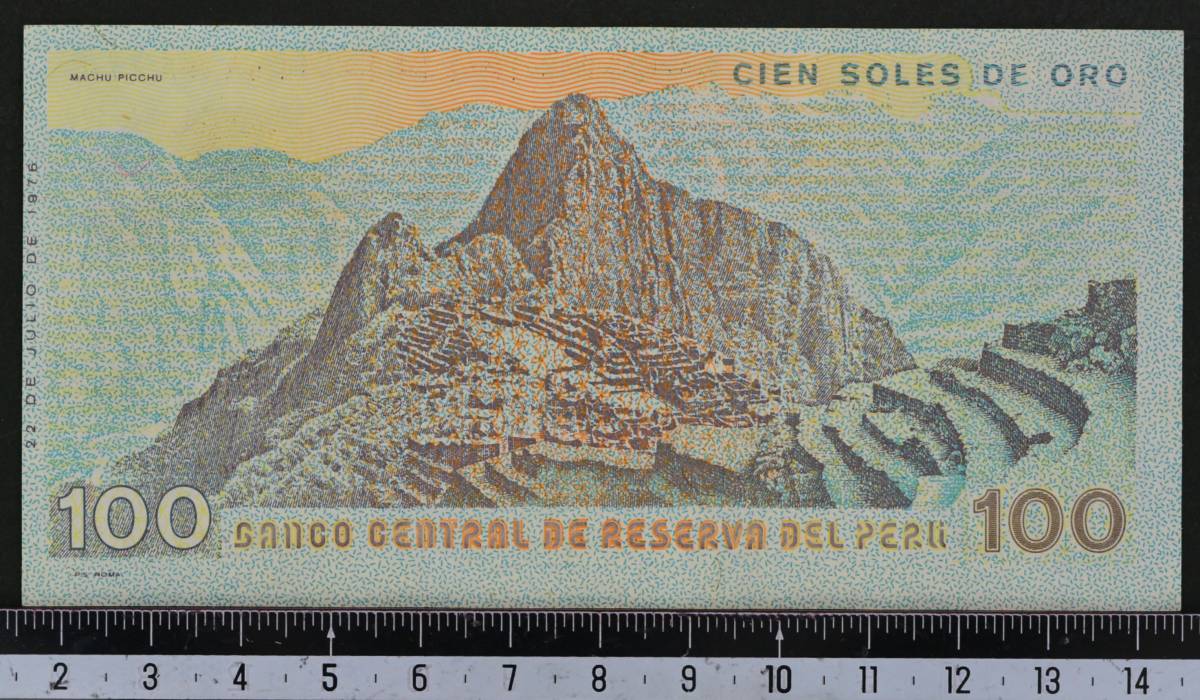 MACHU PICCHU
CIEN SOLES DE ORO
22 DE JULIO DE 1976
100
BANCO CENTRAL DE RESERVA DEL PERU
100
I.P.S. ROMA
2 3 4 5 6 7 8 9 10 11 12 13 14